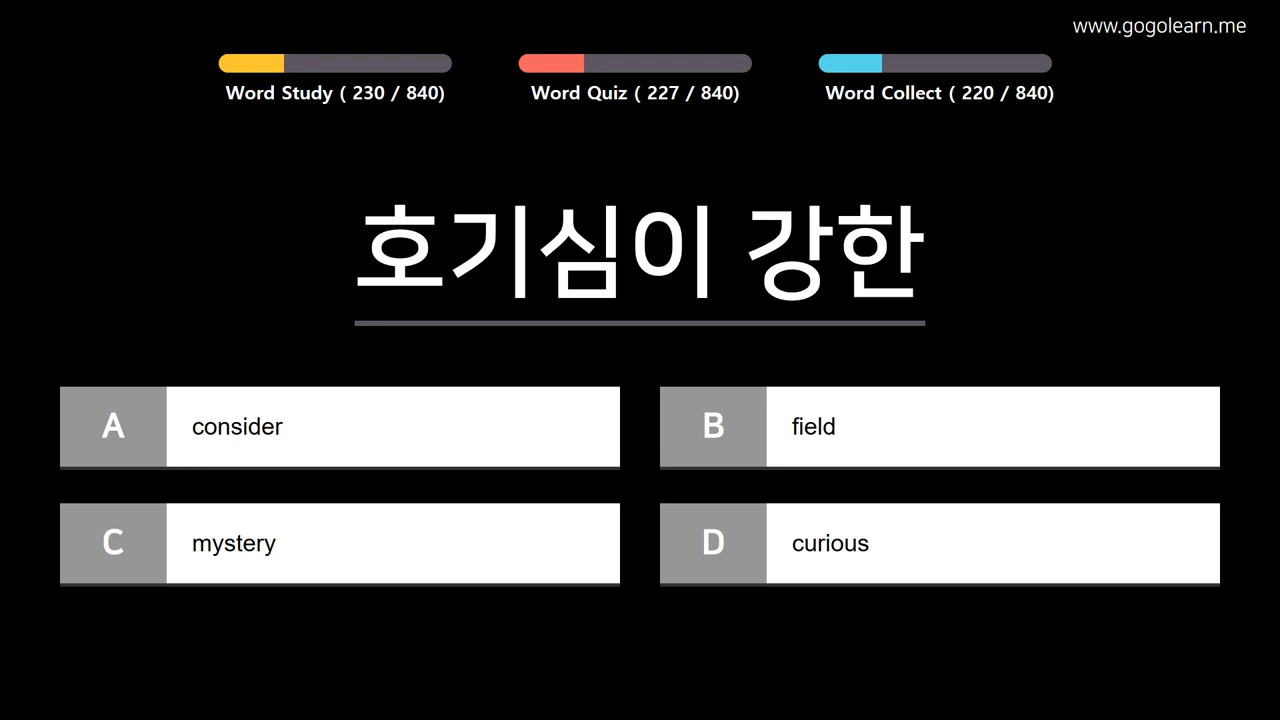 www.gogolearn.me
Word Study ( 230 / 840)
Word Quiz ( 227 / 840)
Word Collect ( 220 / 840)
호기심이 강한
A consider
B field
C mystery
D curious